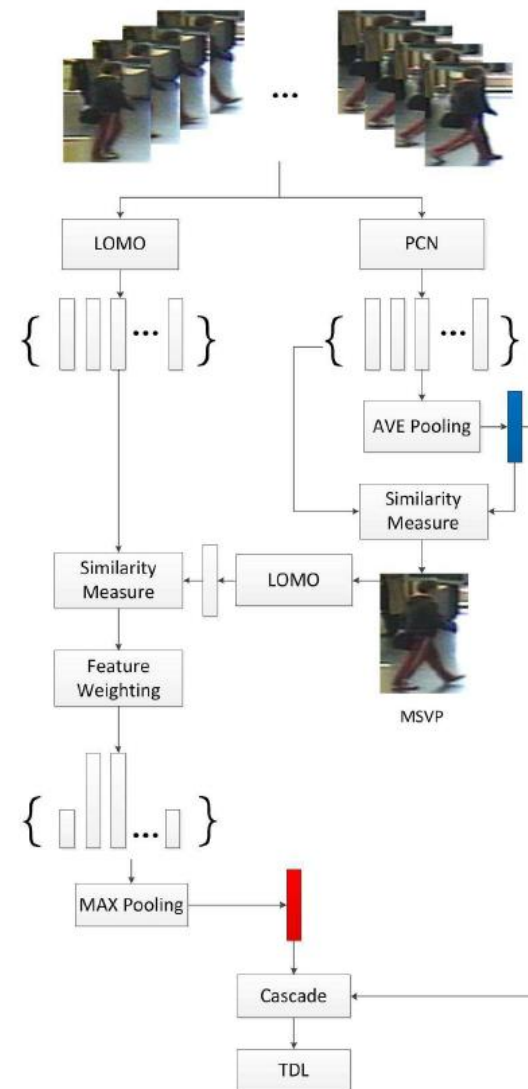 ...
LOMO
PCN
{ ... }
{ ... }
AVE Pooling
Similarity
Measure
Similarity
Measure
LOMO
MSVP
Feature
Weighting
{ ... }
MAX Pooling
Cascade
TDL